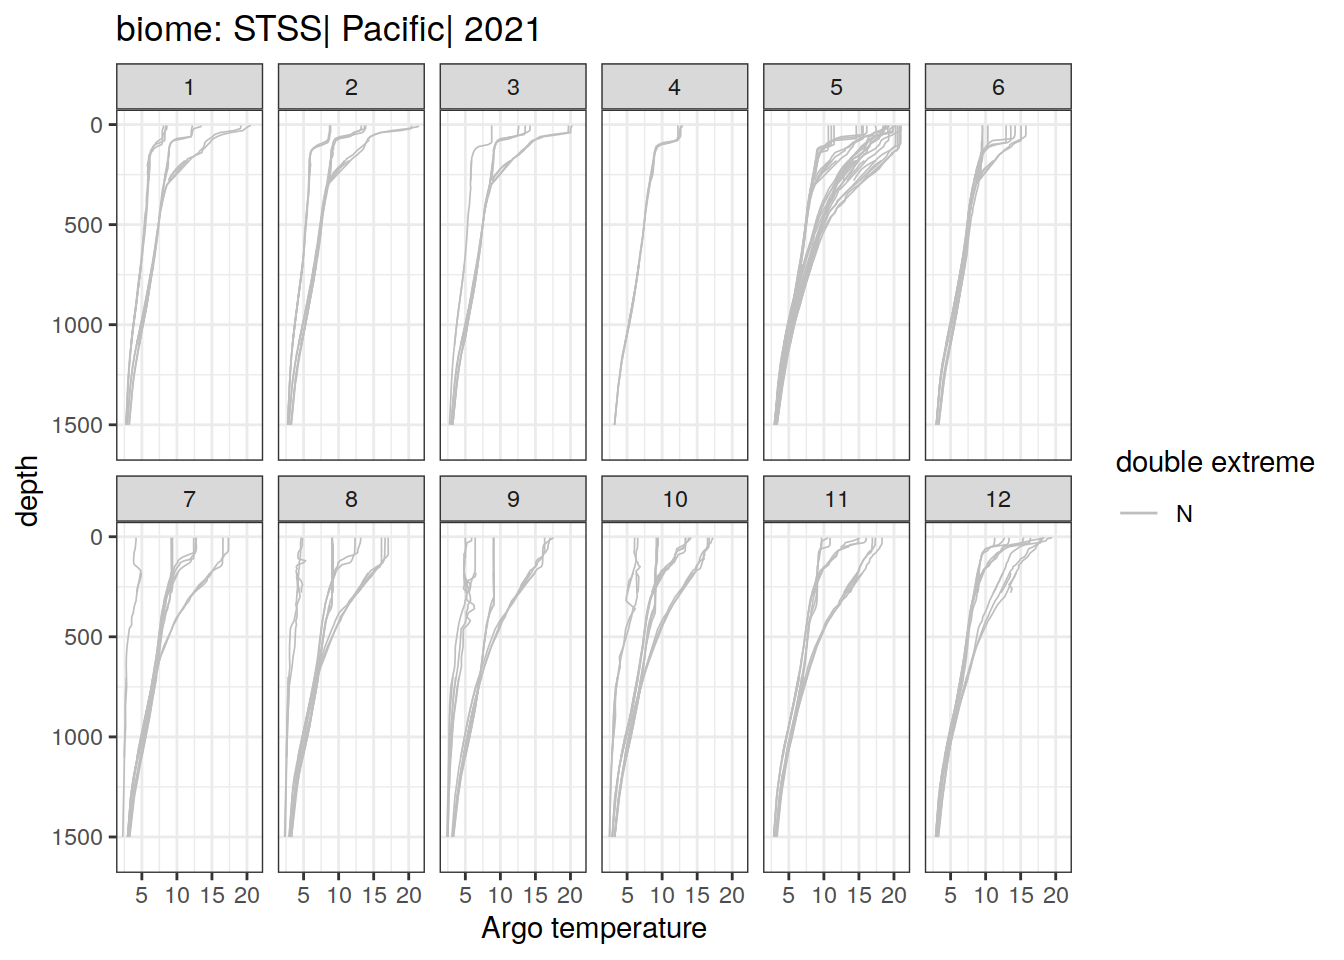 biome: STSS| Pacific| 2021
1 2 3 4 5 6
0
500
1000
1500
7 8 9 10 11 12
0
500
1000
1500
5 10 15 20 5 10 15 20 5 10 15 20 5 10 15 20 5 10 15 20 5 10 15 20
Argo temperature
depth
double extreme
N